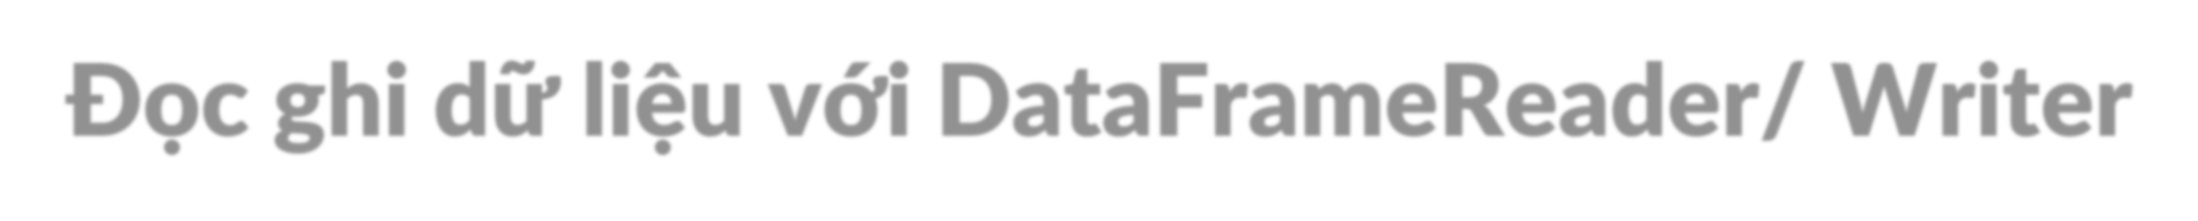 Đọc ghi dữ liệu với DataFrameReader/ Writer